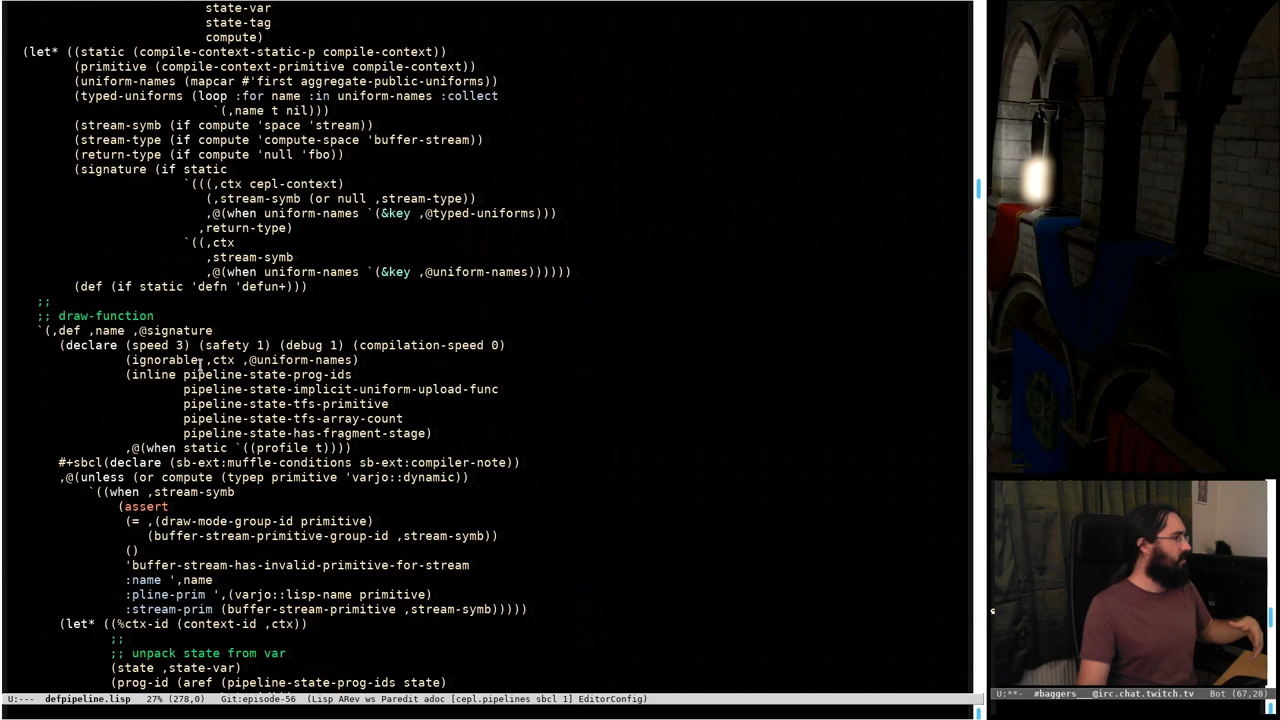 state-var
state-tag
compute)
(let* ((static (compile-context-static-p compile-context))
(primitive (compile-context-primitive compile-context))
(uniform-names (mapcar #'first aggregate-public-uniforms))
(typed-uniforms (loop :for name :in uniform-names :collect
`(,name t nil)))
(stream-symb (if compute 'space 'stream))
(stream-type (if compute 'compute-space 'buffer-stream))
(return-type (if compute 'null 'fbo))
(signature (if static
`(((,ctx cepl-context)
(,stream-symb (or null ,stream-type))
,@(when uniform-names `(&key ,@typed-uniforms)))
,return-type)
`((,ctx
,stream-symb
,@(when uniform-names `(&key ,@uniform-names))))))
(def (if static 'defn 'defun+)))
;;
;; draw-function
`(,def ,name ,@signature
(declare (speed 3) (safety 1) (debug 1) (compilation-speed 0)
(ignorable ,ctx ,@uniform-names)
(inline pipeline-state-prog-ids
pipeline-state-implicit-uniform-upload-func
pipeline-state-tfs-primitive
pipeline-state-tfs-array-count
pipeline-state-has-fragment-stage)
,@(when static `((profile t))))
#+sbcl(declare (sb-ext:muffle-conditions sb-ext:compiler-note))
,@(unless (or compute (typep primitive 'varjo::dynamic))
`((when ,stream-symb
(assert
(= ,(draw-mode-group-id primitive)
(buffer-stream-primitive-group-id ,stream-symb))
()
'buffer-stream-has-invalid-primitive-for-stream
:name ',name
:pline-prim ',(varjo::lisp-name primitive)
:stream-prim (buffer-stream-primitive ,stream-symb)))))
(let* ((%ctx-id (context-id ,ctx))
;;
;; unpack state from var
(state ,state-var)
(prog-id (aref (pipeline-state-prog-ids state)
U:--- defpipeline.lisp 27% (278,0) Git:episode-56 (Lisp ARev ws Paredit adoc [cepl.pipelines sbcl 1] EditorConfig)
U:**- #baggers___@irc.chat.twitch.tv Bot (67,28)